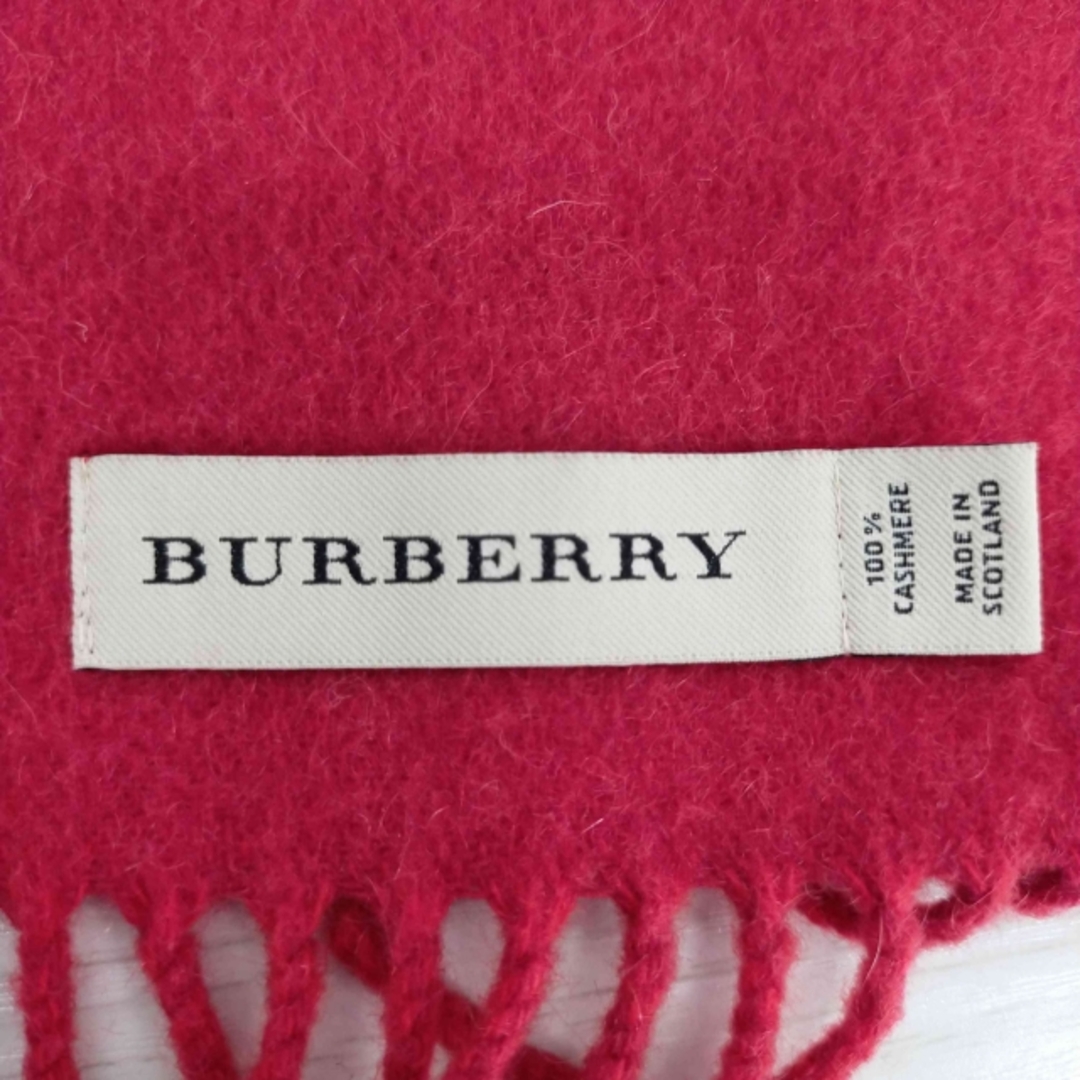 BURBERRY
100%
CASHMERE
MADE IN
SCOTLAND